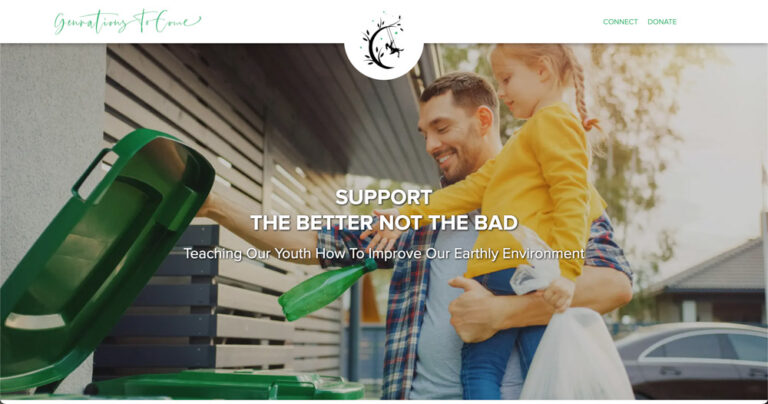 Genrations To Come
CONNECT DONATE
SUPPORT
THE BETTER NOT THE BAD
Teaching Our Youth How To Improve Our Earthly Environment